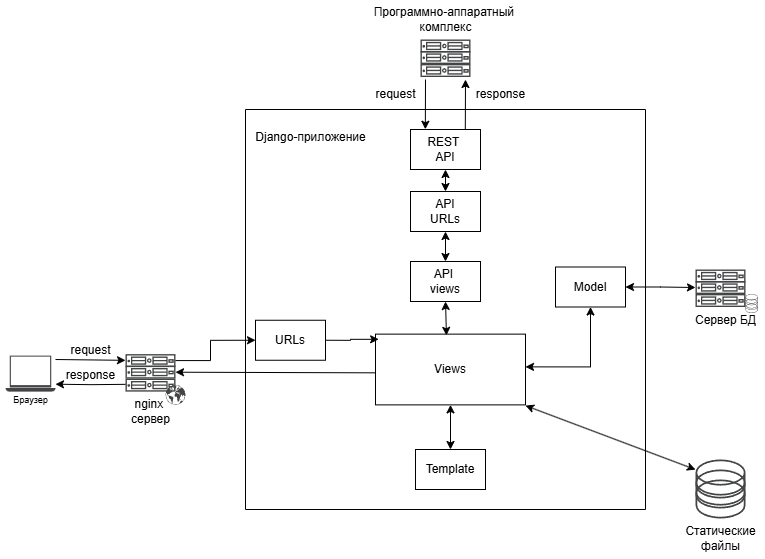 Программно-аппаратный
комплекс
request
response
Django-приложение
REST
API
API
URLs
API
views
Model
Сервер БД
URLs
request
response
Браузер
nginx
сервер
Views
Template
Статические
файлы